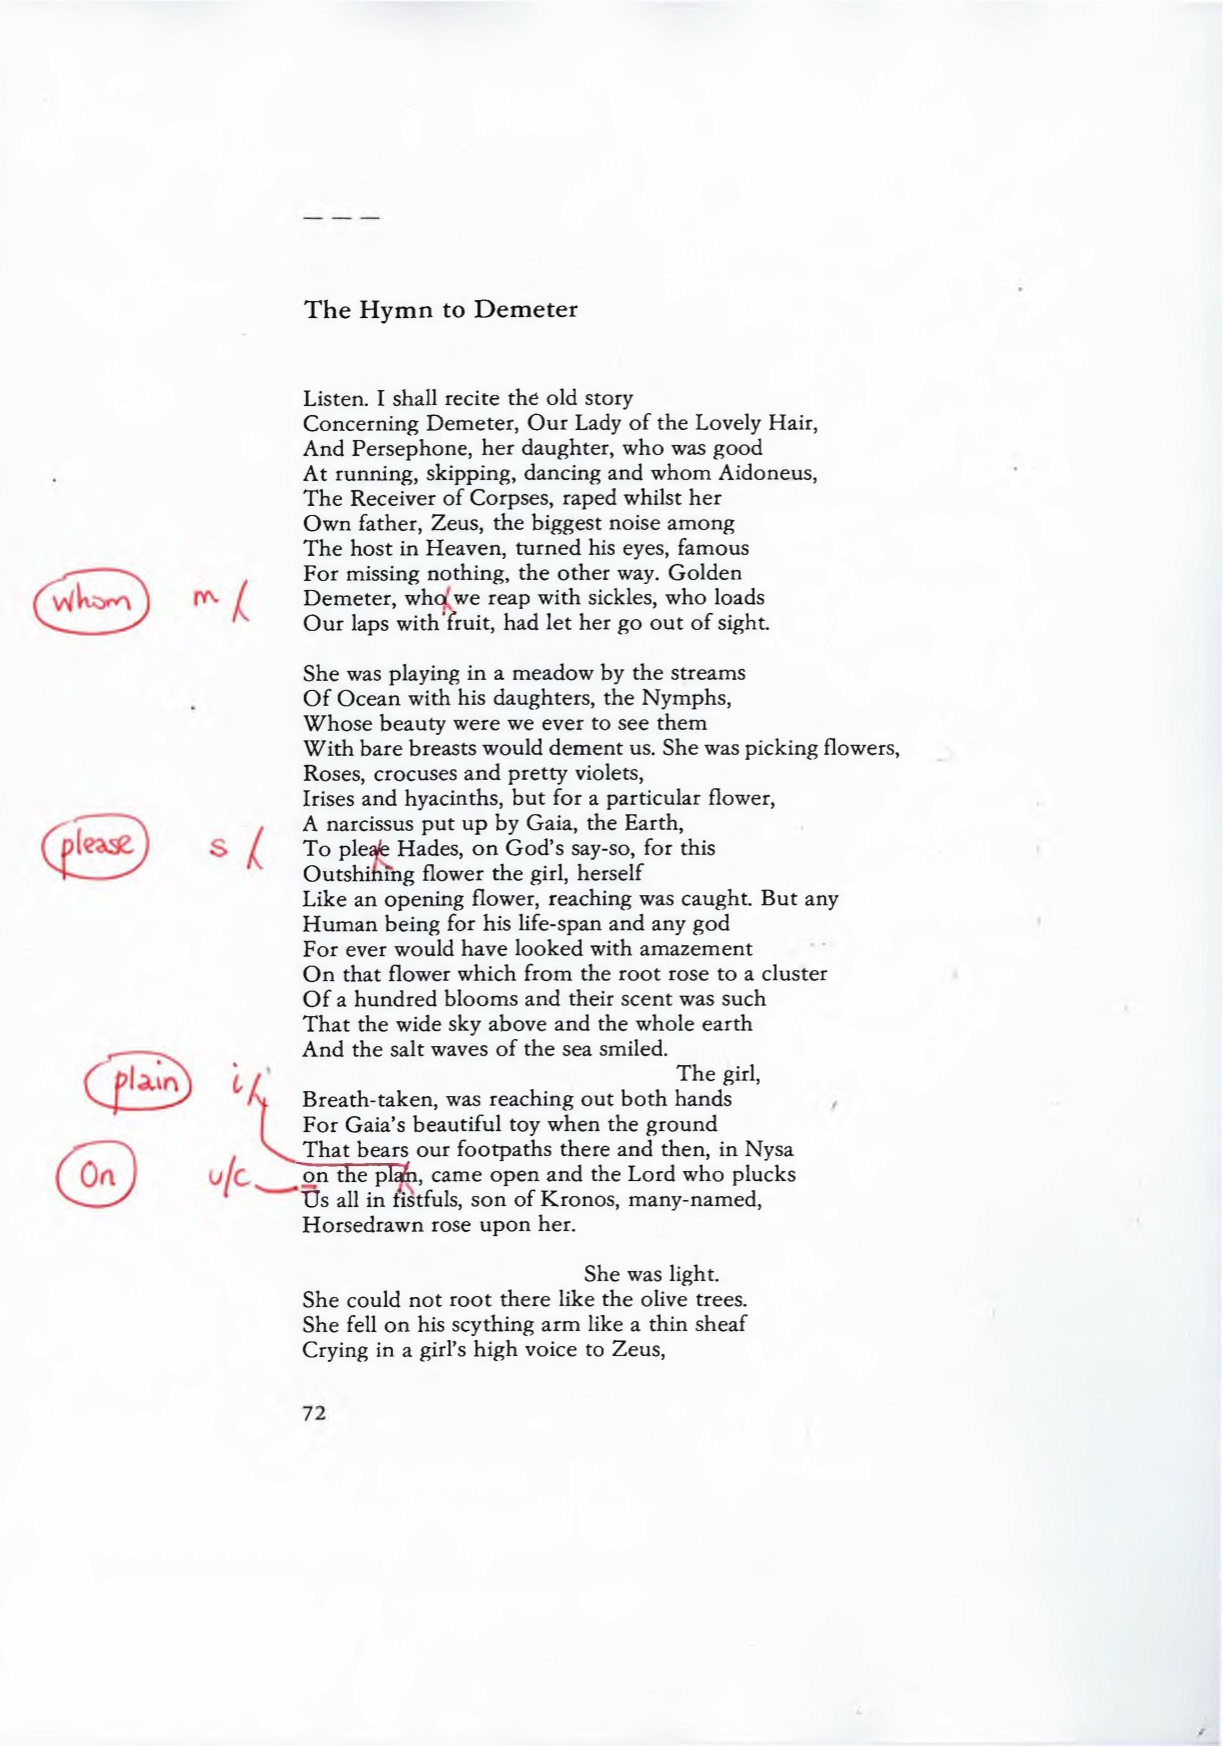 – – –
The Hymn to Demeter
Listen. I shall recite the old story
Concerning Demeter, Our Lady of the Lovely Hair,
And Persephone, her daughter, who was good
At running, skipping, dancing and whom Aidoneus,
The Receiver of Corpses, raped whilst her
Own father, Zeus, the biggest noise among
The host in Heaven, turned his eyes, famous
For missing nothing, the other way. Golden
whom m Demeter, who we reap with sickles, who loads
Our laps with fruit, had let her go out of sight.
She was playing in a meadow by the streams
Of Ocean with his daughters, the Nymphs,
Whose beauty were we ever to see them
With bare breasts would dement us. She was picking flowers,
Roses, crocuses and pretty violets,
Irises and hyacinths, but for a particular flower,
A narcissus put up by Gaia, the Earth,
please s To pleae Hades, on God's say-so, for this
Outshining flower the girl, herself
Like an opening flower, reaching was caught. But any
Human being for his life-span and any god
For ever would have looked with amazement
On that flower which from the root rose to a cluster
Of a hundred blooms and their scent was such
That the wide sky above and the whole earth
And the salt waves of the sea smiled.
The girl,
plain i Breath-taken, was reaching out both hands
For Gaia's beautiful toy when the ground
That bears our footpaths there and then, in Nysa
On u/c on the plan, came open and the Lord who plucks
Us all in fistfuls, son of Kronos, many-named,
Horsedrawn rose upon her.
She was light.
She could not root there like the olive trees.
She fell on his scything arm like a thin sheaf
Crying in a girl's high voice to Zeus,
72